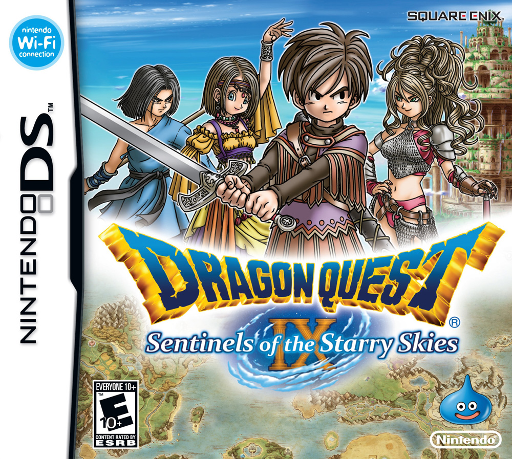 nintendo
Wi-Fi
connection
SQUARE ENIX®
NINTENDO DS™
DRAGON QUEST®
IX
Sentinels of the Starry Skies
EVERYONE 10+
E
10+
CONTENT RATED BY
ESRB
Nintendo®